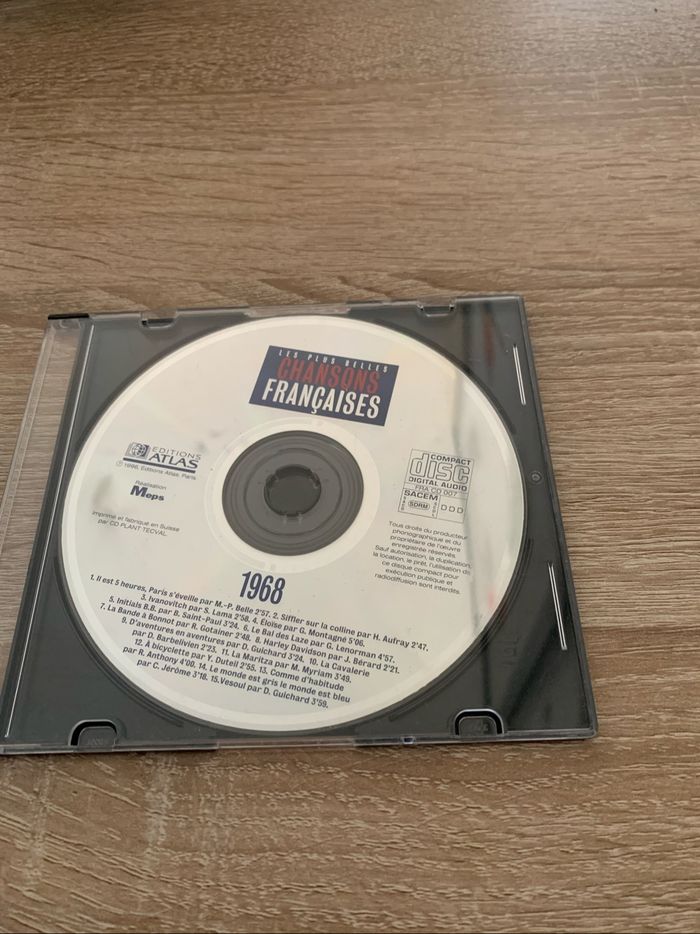 LES PLUS BELLES
CHANSONS
FRANÇAISES
EDITIONS
ATLAS
℗ 1996, Editions Atlas, Paris
Réalisation
Meps
Imprimé et fabriqué en Suisse
par CD PLANT TECVAL
COMPACT
disc
DIGITAL AUDIO
FRA CD 007
SACEM
SDRM
DDD
Tous droits du producteur
phonographique et du
propriétaire de l'œuvre
enregistrée réservés.
Sauf autorisation, la duplication,
la location, le prêt, l'utilisation de
ce disque compact pour
exécution publique et
radiodiffusion sont interdits.
1968
1. Il est 5 heures, Paris s'éveille par M.-P. Belle 2'57. 2. Siffler sur la colline par H. Aufray 2'47.
3. Ivanovitch par S. Lama 2'58. 4. Éloïse par G. Montagné 5'06.
5. Initials B.B. par B. Saint-Paul 3'24. 6. Le Bal des Laze par G. Lenorman 4'57.
7. La Bande à Bonnot par R. Gotainer 2'48. 8. Harley Davidson par J. Bérard 2'21.
9. D'aventures en aventures par D. Guichard 3'24. 10. La Cavalerie
par D. Barbelivien 2'23. 11. La Maritza par M. Myriam 3'49.
12. À bicyclette par Y. Duteil 2'55. 13. Comme d'habitude
par R. Anthony 4'00. 14. Le monde est gris le monde est bleu
par C. Jérôme 3'18. 15. Vesoul par D. Guichard 3'59.